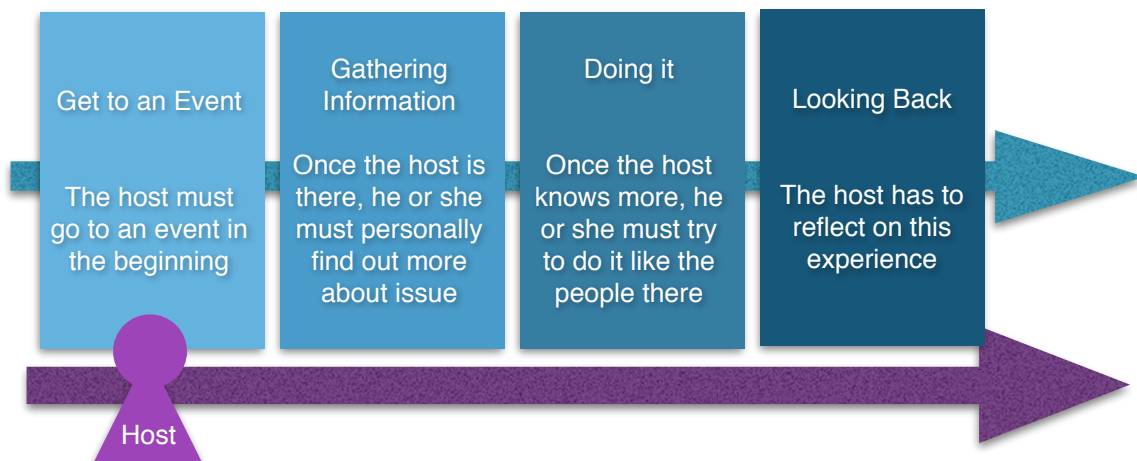 Get to an Event
The host must
go to an event in
the beginning
Gathering
Information
Once the host is
there, he or she
must personally
find out more
about issue
Doing it
Once the host
knows more, he
or she must try
to do it like the
people there
Looking Back
The host has to
reflect on this
experience
Host